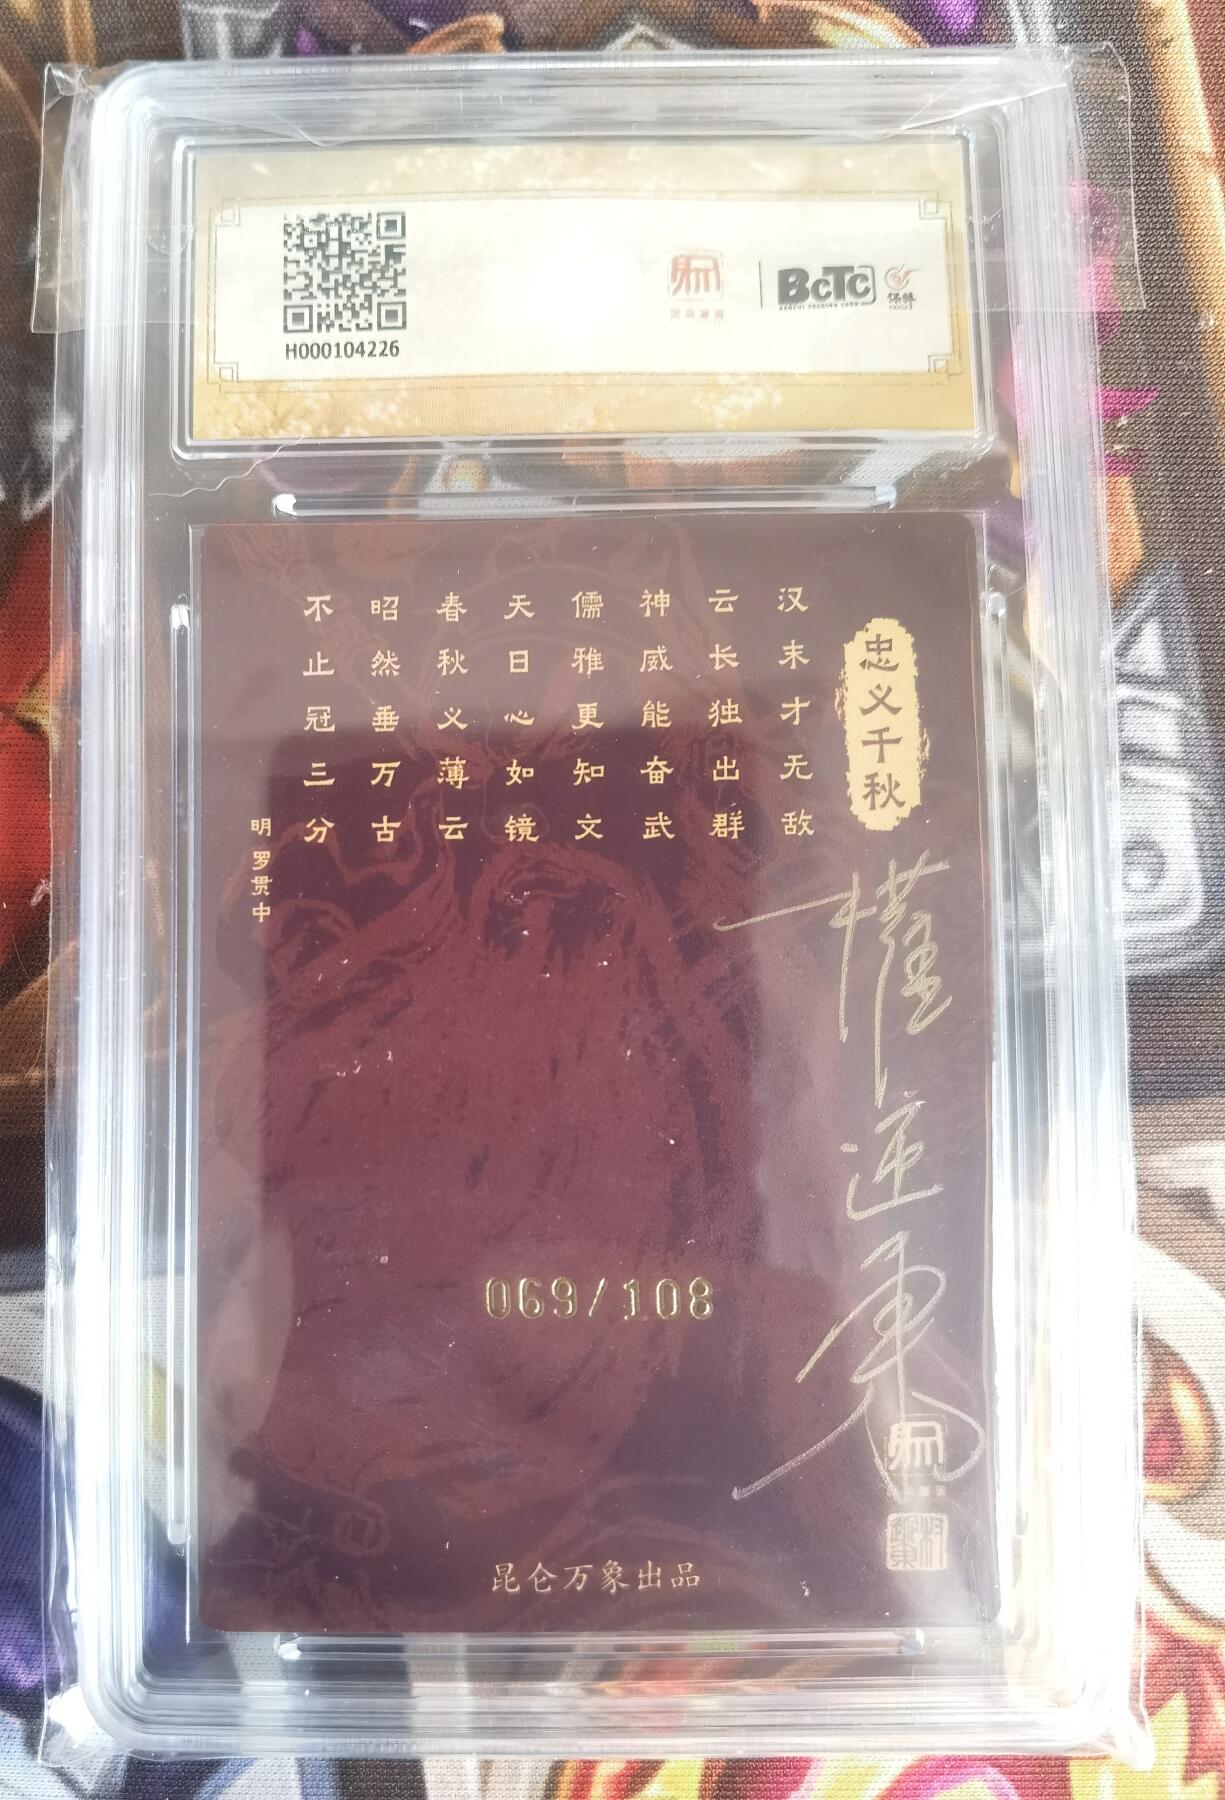 H000104226
BCTC
保粹
忠义千秋
汉末才无敌
云长独出群
神威能奋武
儒雅更知文
天日心如镜
春秋义薄云
昭然垂万古
不止冠三分
明罗贯中
069/108
昆仑万象出品